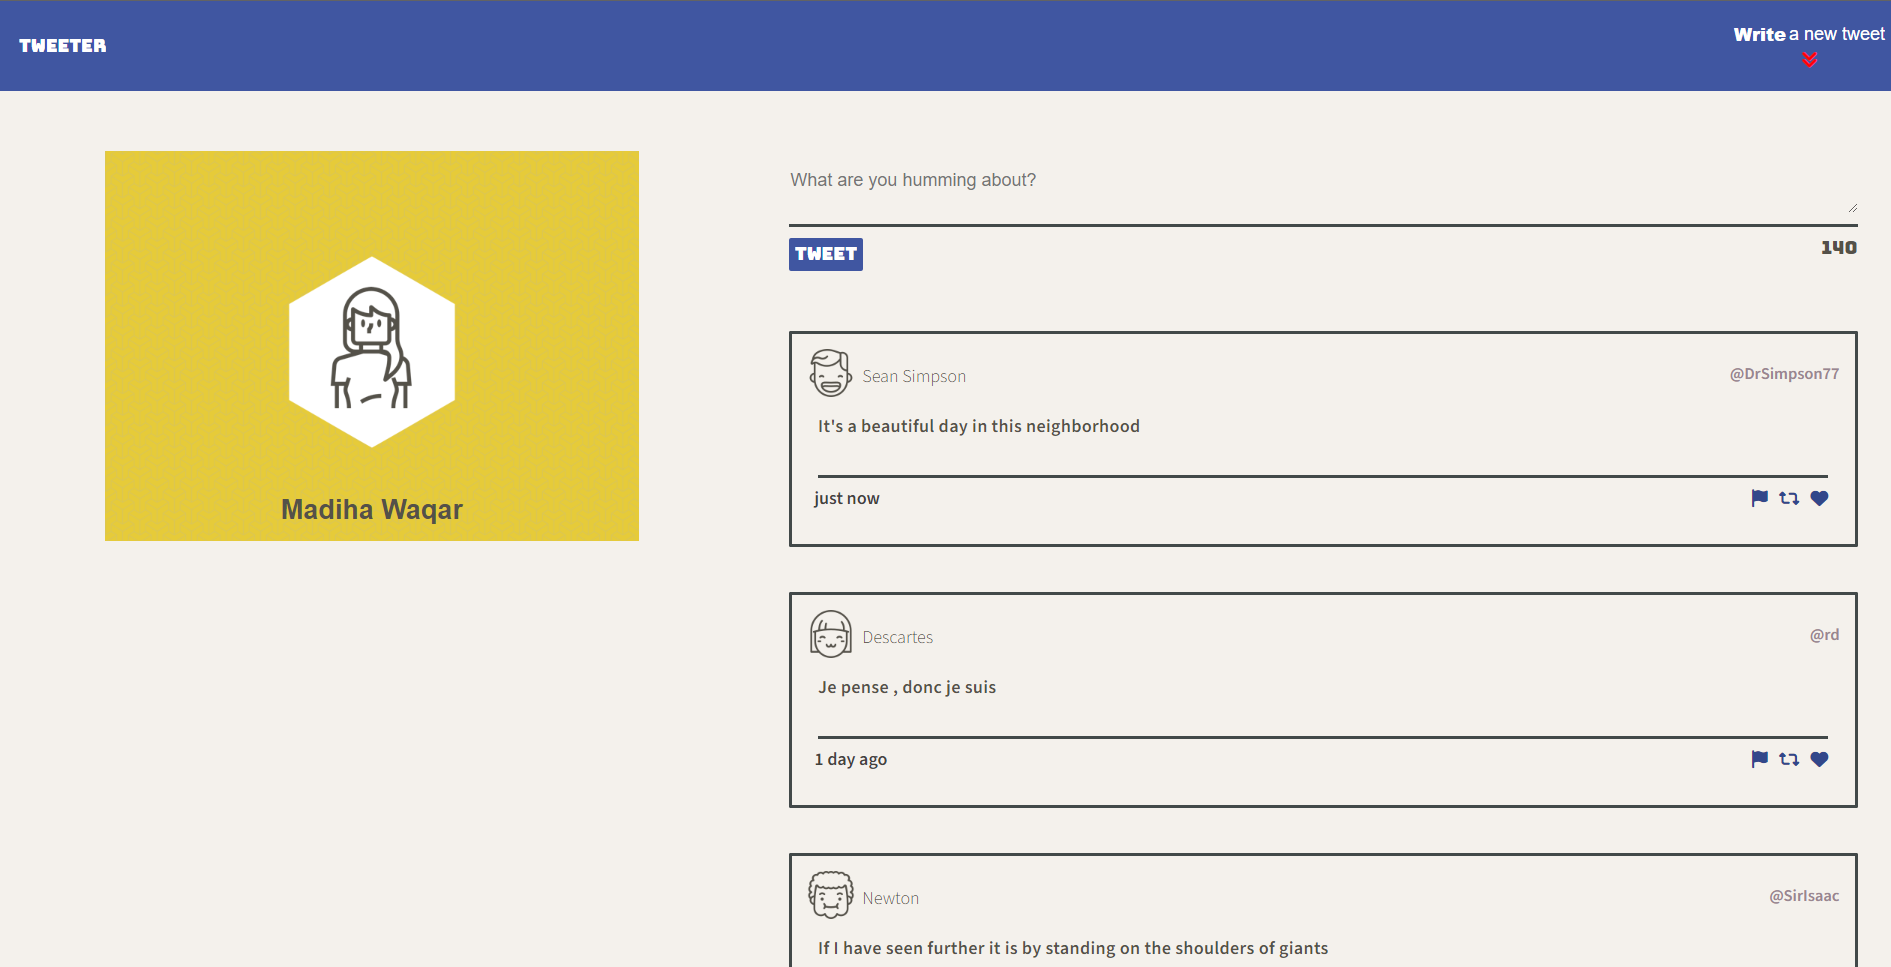 TWEETER
Write a new tweet
Madiha Waqar
What are you humming about?
TWEET
140
Sean Simpson
@DrSimpson77
It's a beautiful day in this neighborhood
just now
Descartes
@rd
Je pense , donc je suis
1 day ago
Newton
@SirIsaac
If I have seen further it is by standing on the shoulders of giants